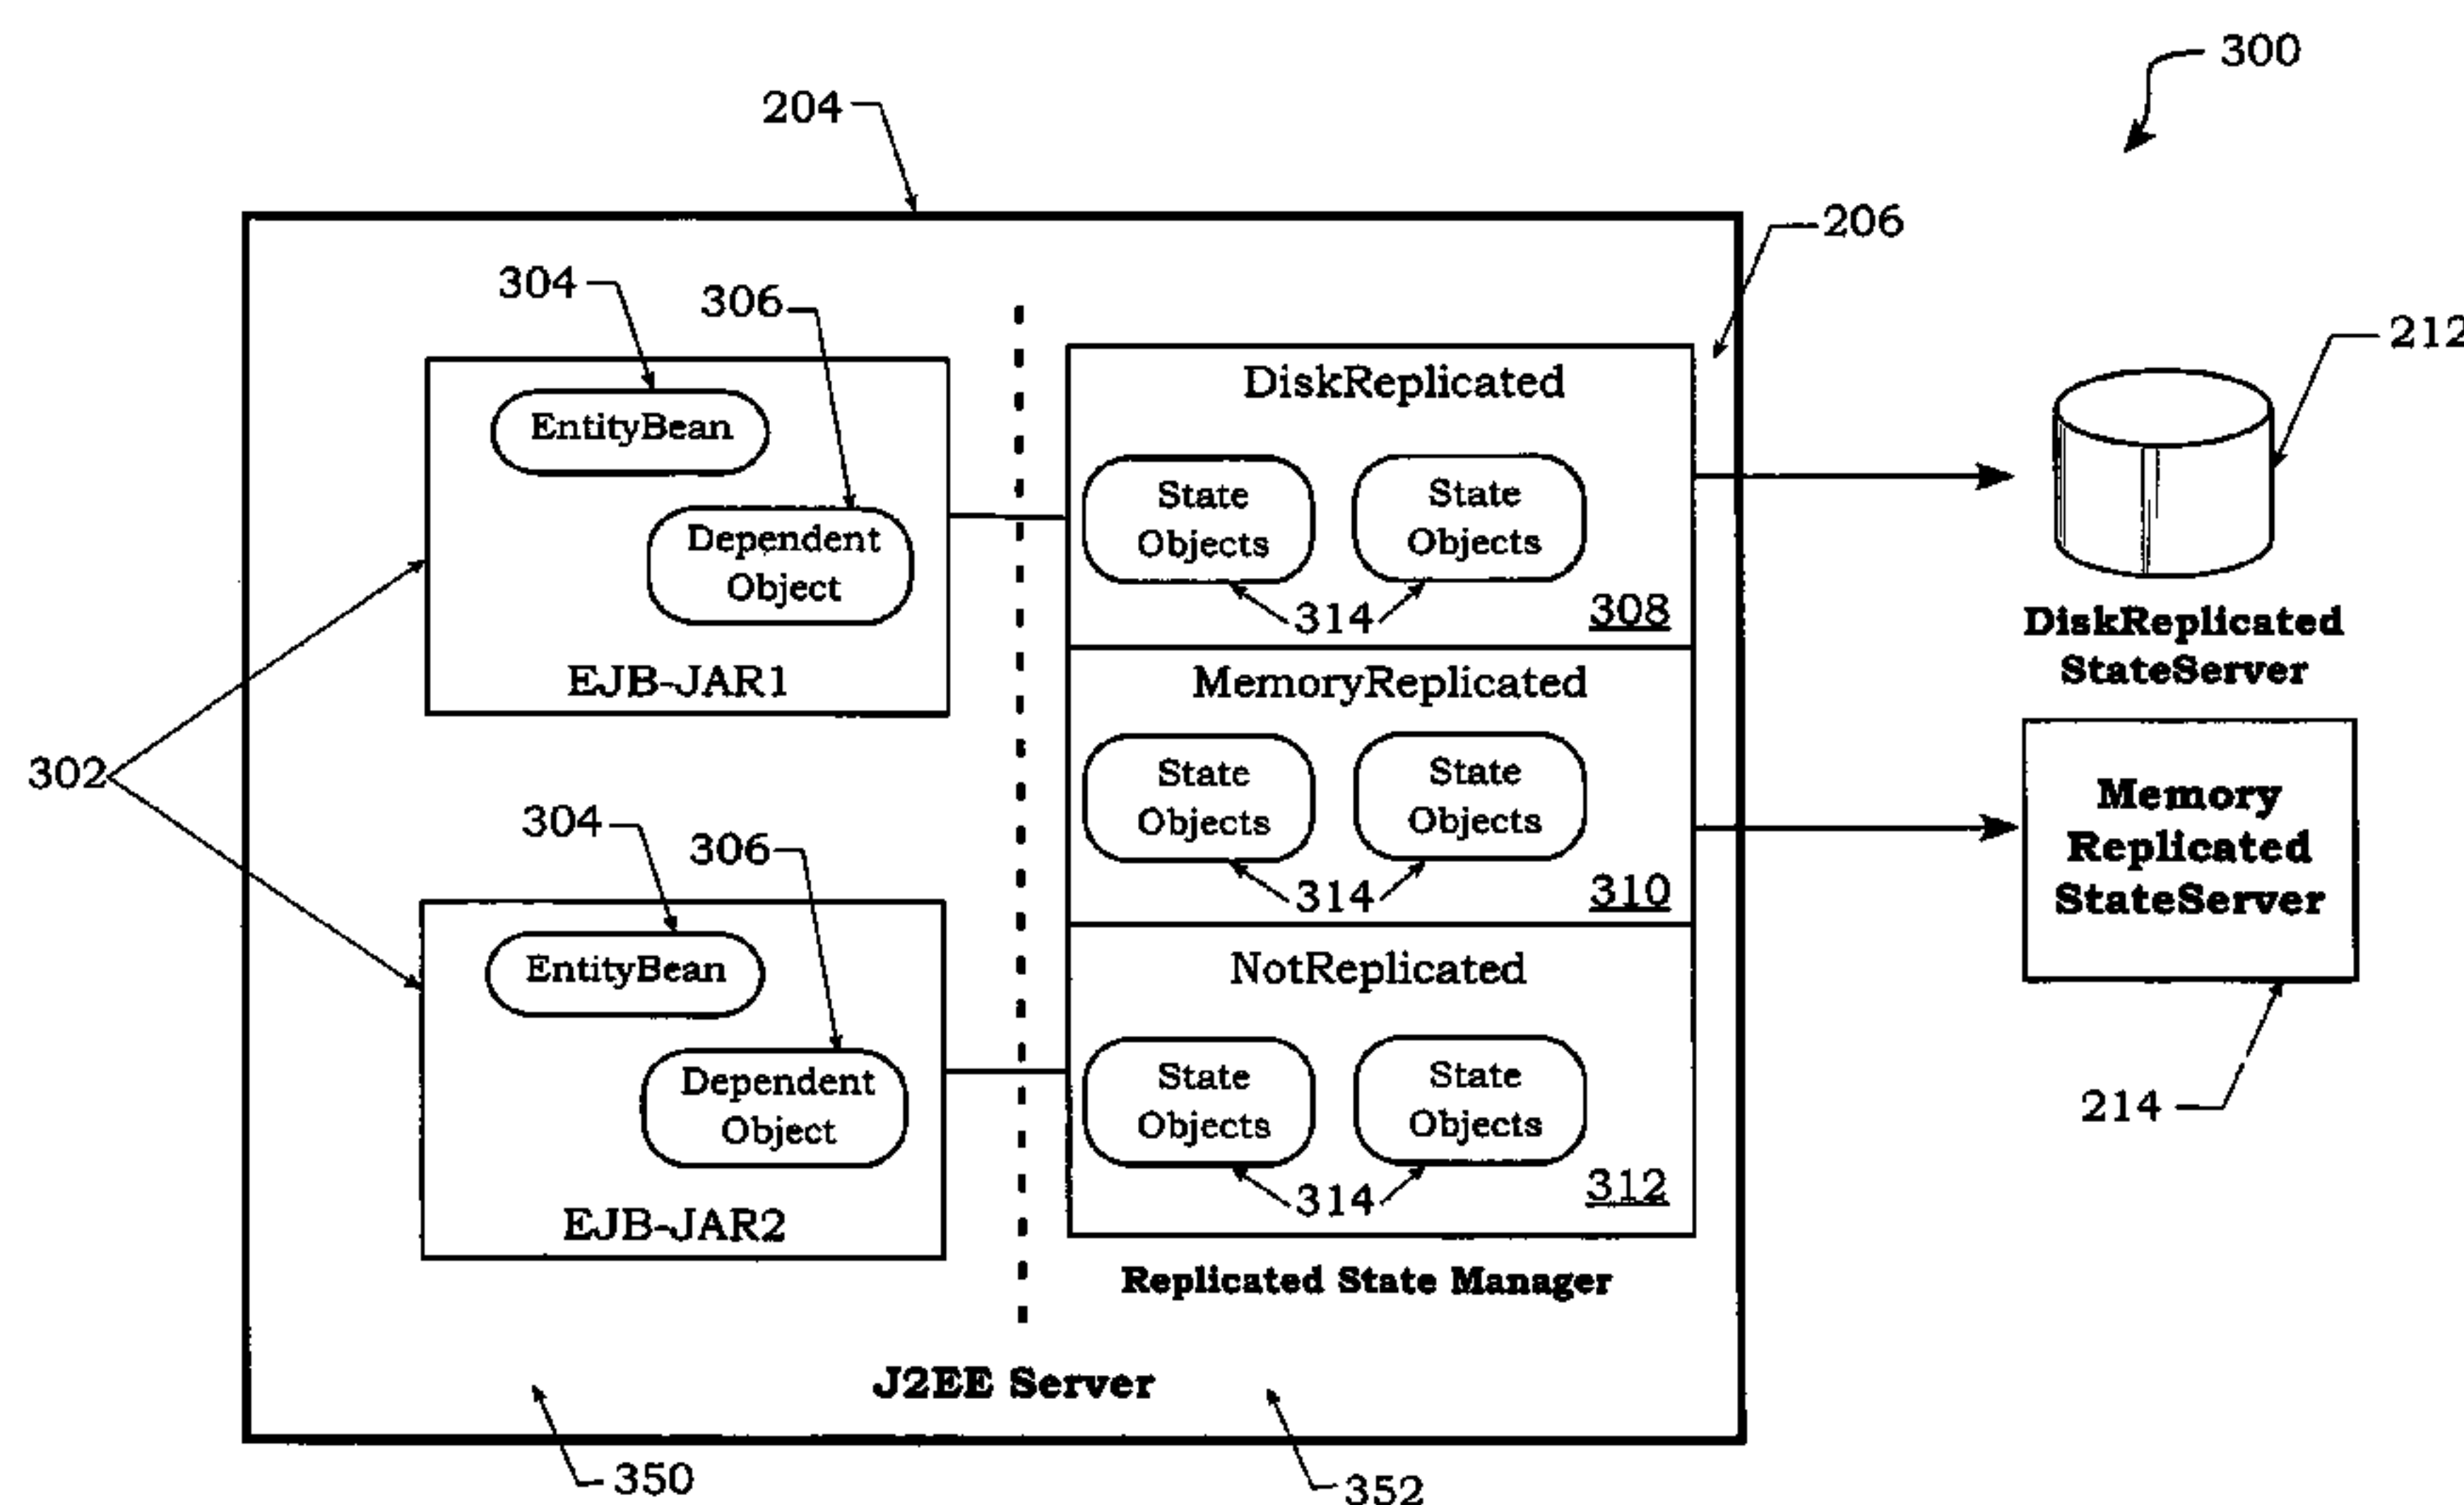 300
204
206
304
306
212
DiskReplicated
EntityBean
State
Objects
State
Objects
Dependent
Object
314
308
DiskReplicated
StateServer
EJB-JAR1
MemoryReplicated
302
State
Objects
State
Objects
Memory
Replicated
StateServer
304
306
314
310
EntityBean
NotReplicated
Dependent
Object
State
Objects
State
Objects
214
314
312
EJB-JAR2
Replicated State Manager
J2EE Server
350
352